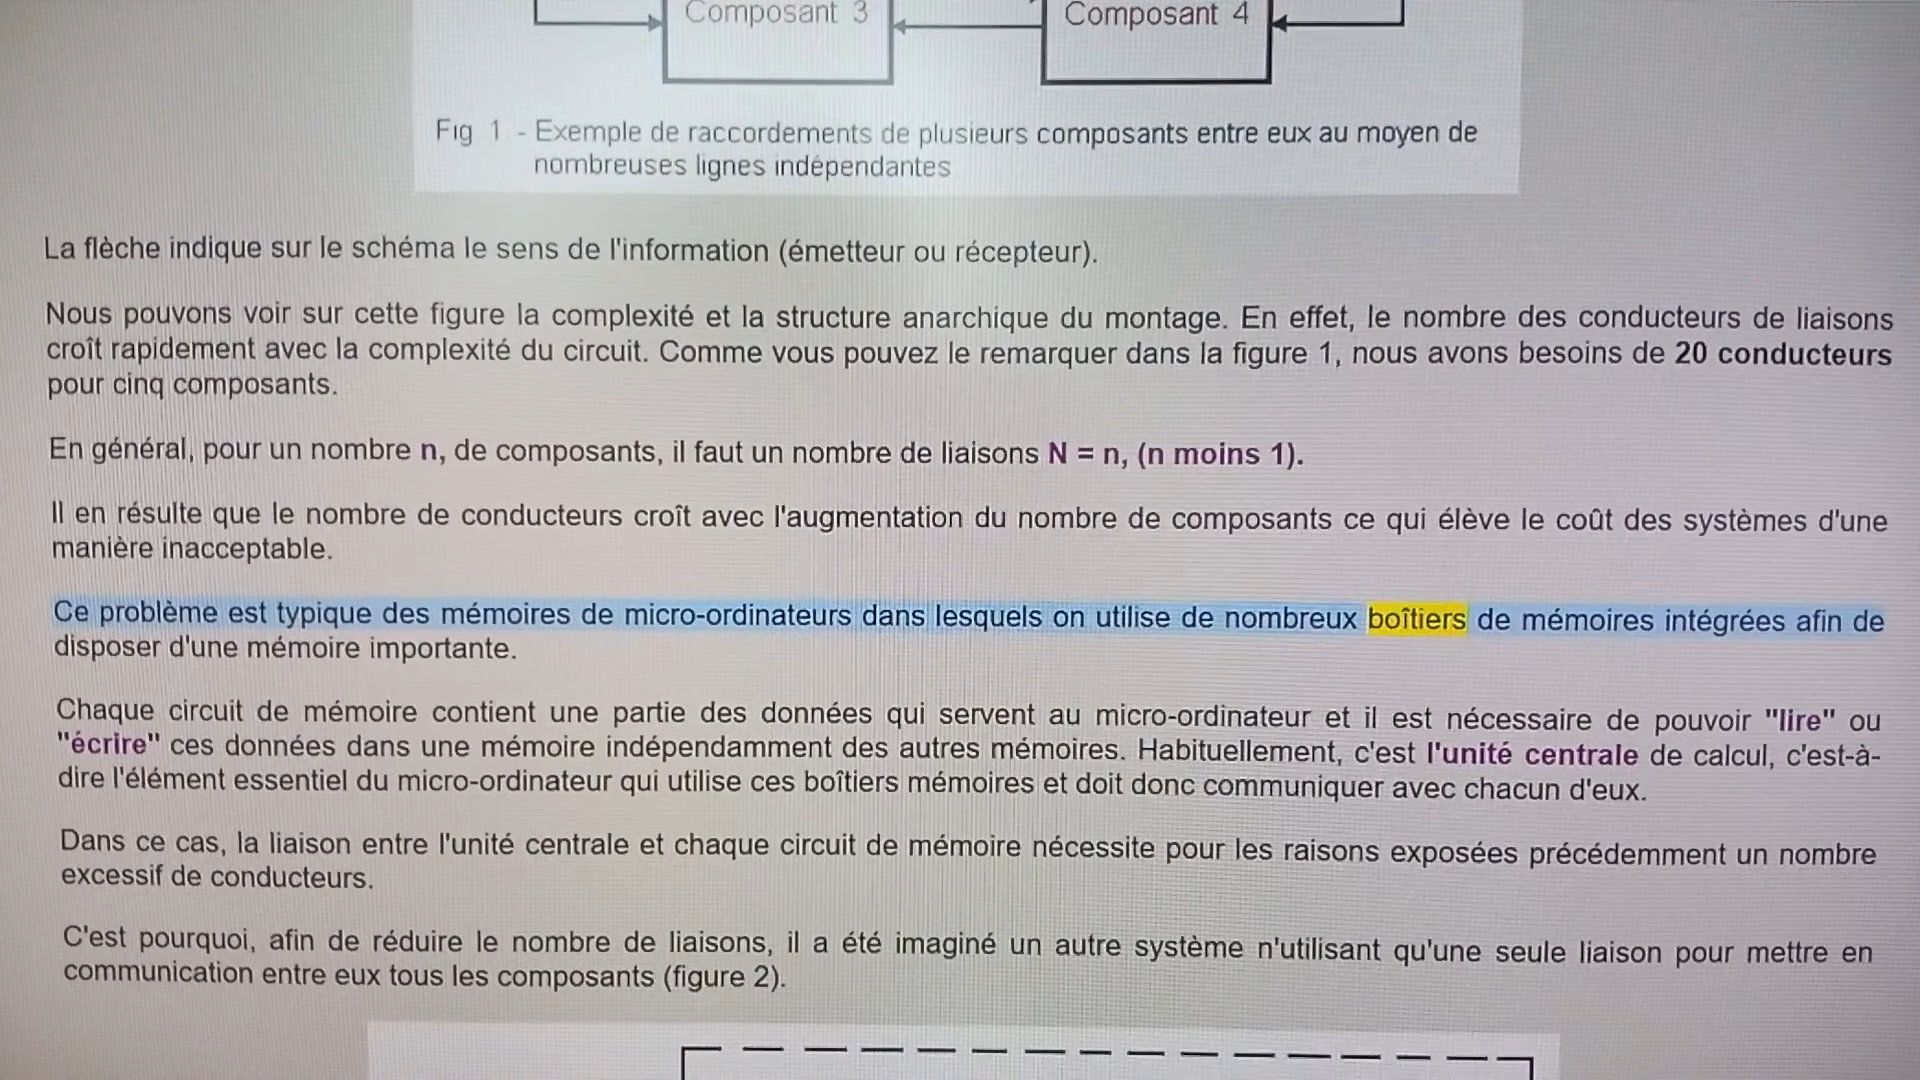 Composant 3
Composant 4
Fig 1 - Exemple de raccordements de plusieurs composants entre eux au moyen de
nombreuses lignes indépendantes
La flèche indique sur le schéma le sens de l'information (émetteur ou récepteur).
Nous pouvons voir sur cette figure la complexité et la structure anarchique du montage. En effet, le nombre des conducteurs de liaisons
croît rapidement avec la complexité du circuit. Comme vous pouvez le remarquer dans la figure 1, nous avons besoins de 20 conducteurs
pour cinq composants.
En général, pour un nombre n, de composants, il faut un nombre de liaisons N = n, (n moins 1).
Il en résulte que le nombre de conducteurs croît avec l'augmentation du nombre de composants ce qui élève le coût des systèmes d'une
manière inacceptable.
Ce problème est typique des mémoires de micro-ordinateurs dans lesquels on utilise de nombreux boîtiers de mémoires intégrées afin de
disposer d'une mémoire importante.
Chaque circuit de mémoire contient une partie des données qui servent au micro-ordinateur et il est nécessaire de pouvoir "lire" ou
"écrire" ces données dans une mémoire indépendamment des autres mémoires. Habituellement, c'est l'unité centrale de calcul, c'est-à-
dire l'élément essentiel du micro-ordinateur qui utilise ces boîtiers mémoires et doit donc communiquer avec chacun d'eux.
Dans ce cas, la liaison entre l'unité centrale et chaque circuit de mémoire nécessite pour les raisons exposées précédemment un nombre
excessif de conducteurs.
C'est pourquoi, afin de réduire le nombre de liaisons, il a été imaginé un autre système n'utilisant qu'une seule liaison pour mettre en
communication entre eux tous les composants (figure 2).